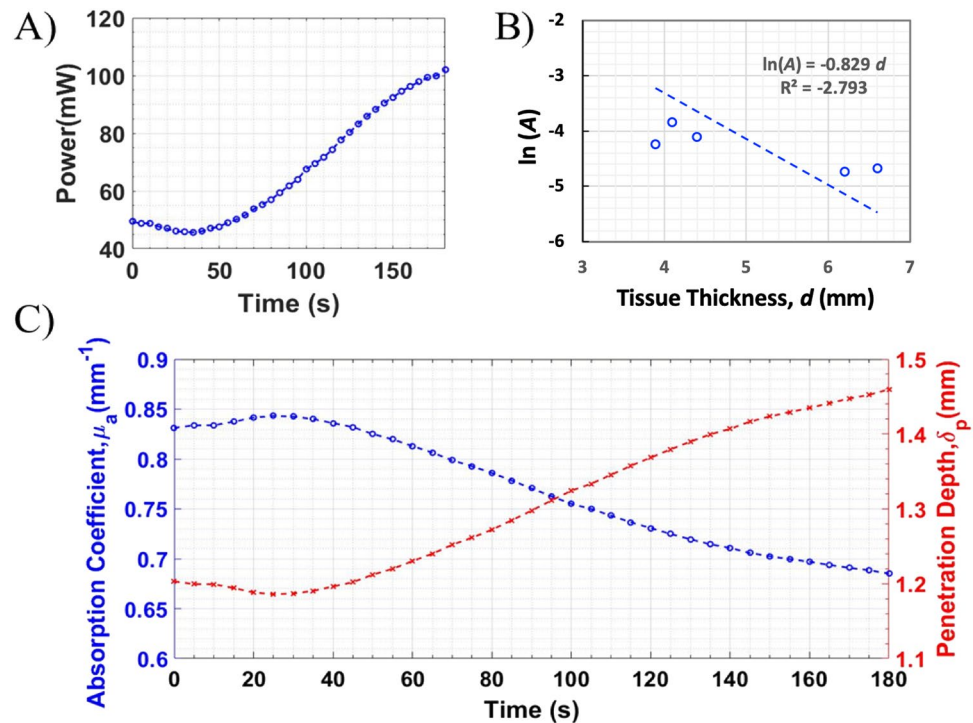 A)
120
100
80
60
40
Power(mW)
0 50 100 150
Time (s)
B)
-2
-3
-4
-5
-6
ln (A)
ln(A) = -0.829 d
R² = -2.793
3 4 5 6 7
Tissue Thickness, d (mm)
C)
Absorption Coefficient,μa(mm-1)
0.9
0.85
0.8
0.75
0.7
0.65
0.6
1.5
1.4
1.3
1.2
1.1
Penetration Depth,δp(mm)
0 20 40 60 80 100 120 140 160 180
Time (s)